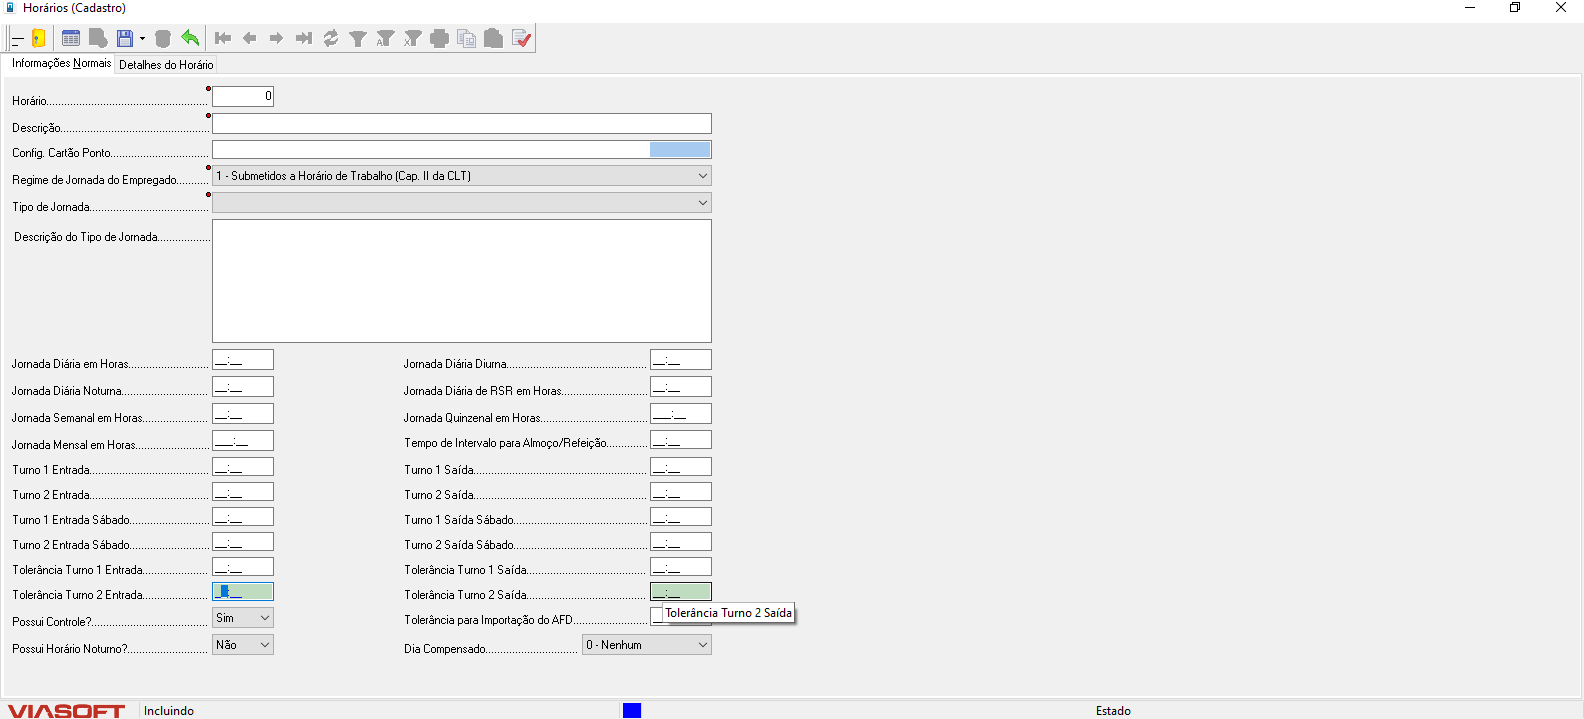 Horários (Cadastro)
Informações Normais
Detalhes do Horário
Horário 0
Descrição
Config. Cartão Ponto
Regime de Jornada do Empregado 1 - Submetidos a Horário de Trabalho (Cap. II da CLT)
Tipo de Jornada
Descrição do Tipo de Jornada
Jornada Diária em Horas __:__ Jornada Diária Diurna __:__
Jornada Diária Noturna __:__ Jornada Diária de RSR em Horas __:__
Jornada Semanal em Horas __:__ Jornada Quinzenal em Horas ___:__
Jornada Mensal em Horas ___:__ Tempo de Intervalo para Almoço/Refeição __:__
Turno 1 Entrada __:__ Turno 1 Saída __:__
Turno 2 Entrada __:__ Turno 2 Saída __:__
Turno 1 Entrada Sábado __:__ Turno 1 Saída Sábado __:__
Turno 2 Entrada Sábado __:__ Turno 2 Saída Sábado __:__
Tolerância Turno 1 Entrada __:__ Tolerância Turno 1 Saída __:__
Tolerância Turno 2 Entrada __:__ Tolerância Turno 2 Saída __:__
Tolerância Turno 2 Saída
Possui Controle? Sim Tolerância para Importação do AFD
Possui Horário Noturno? Não Dia Compensado 0 - Nenhum
VIASOFT Incluindo Estado